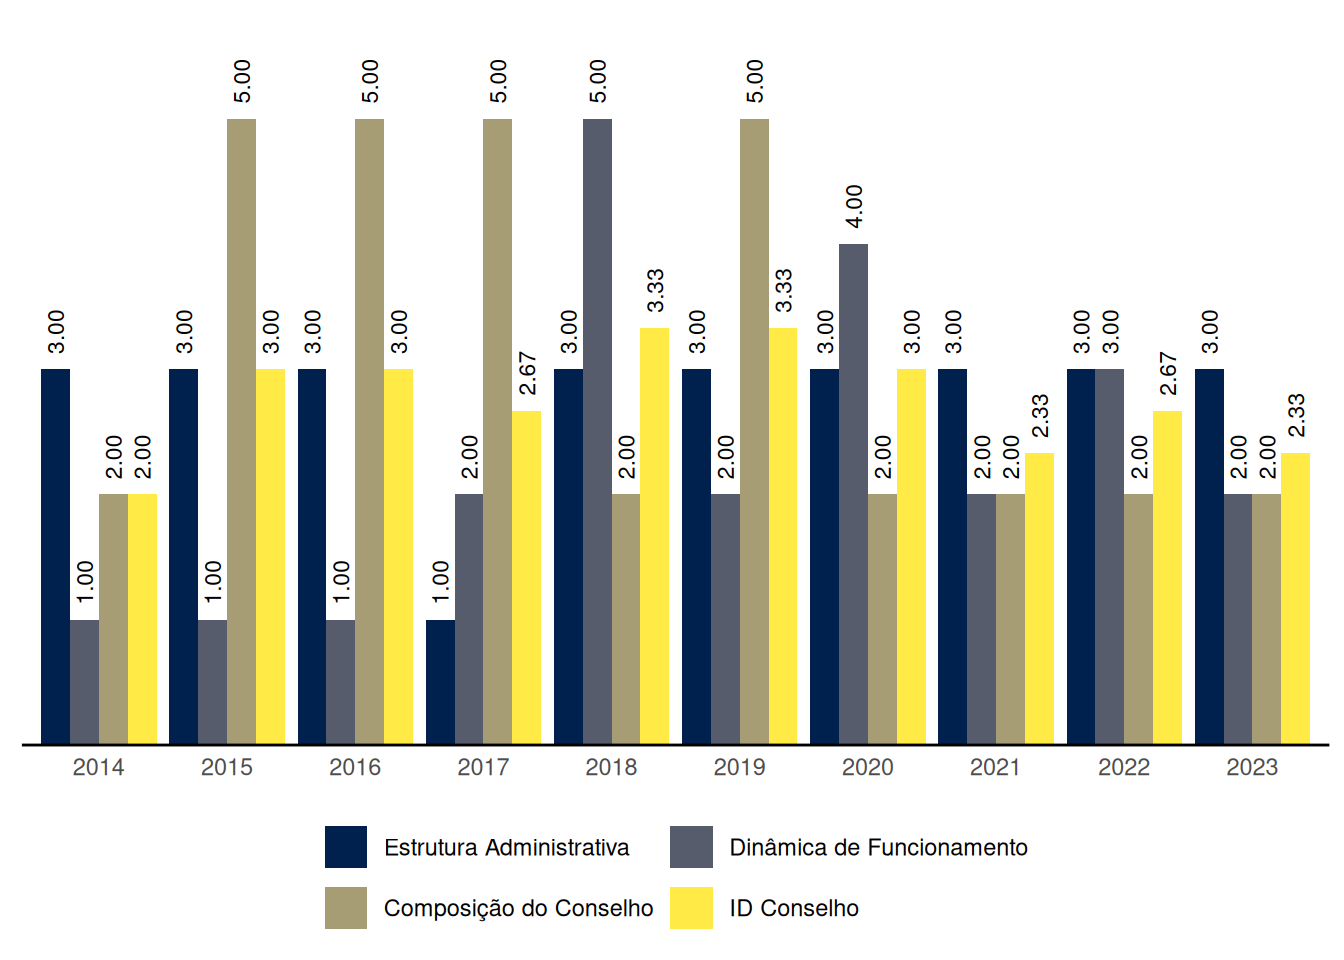 3.00 1.00 2.00 2.00
3.00 1.00 5.00 3.00
3.00 1.00 5.00 3.00
1.00 2.00 5.00 2.67
3.00 5.00 2.00 3.33
3.00 2.00 5.00 3.33
3.00 4.00 2.00 3.00
3.00 2.00 2.00 2.33
3.00 3.00 2.00 2.67
3.00 2.00 2.00 2.33
2014 2015 2016 2017 2018 2019 2020 2021 2022 2023
Estrutura Administrativa Dinâmica de Funcionamento
Composição do Conselho ID Conselho